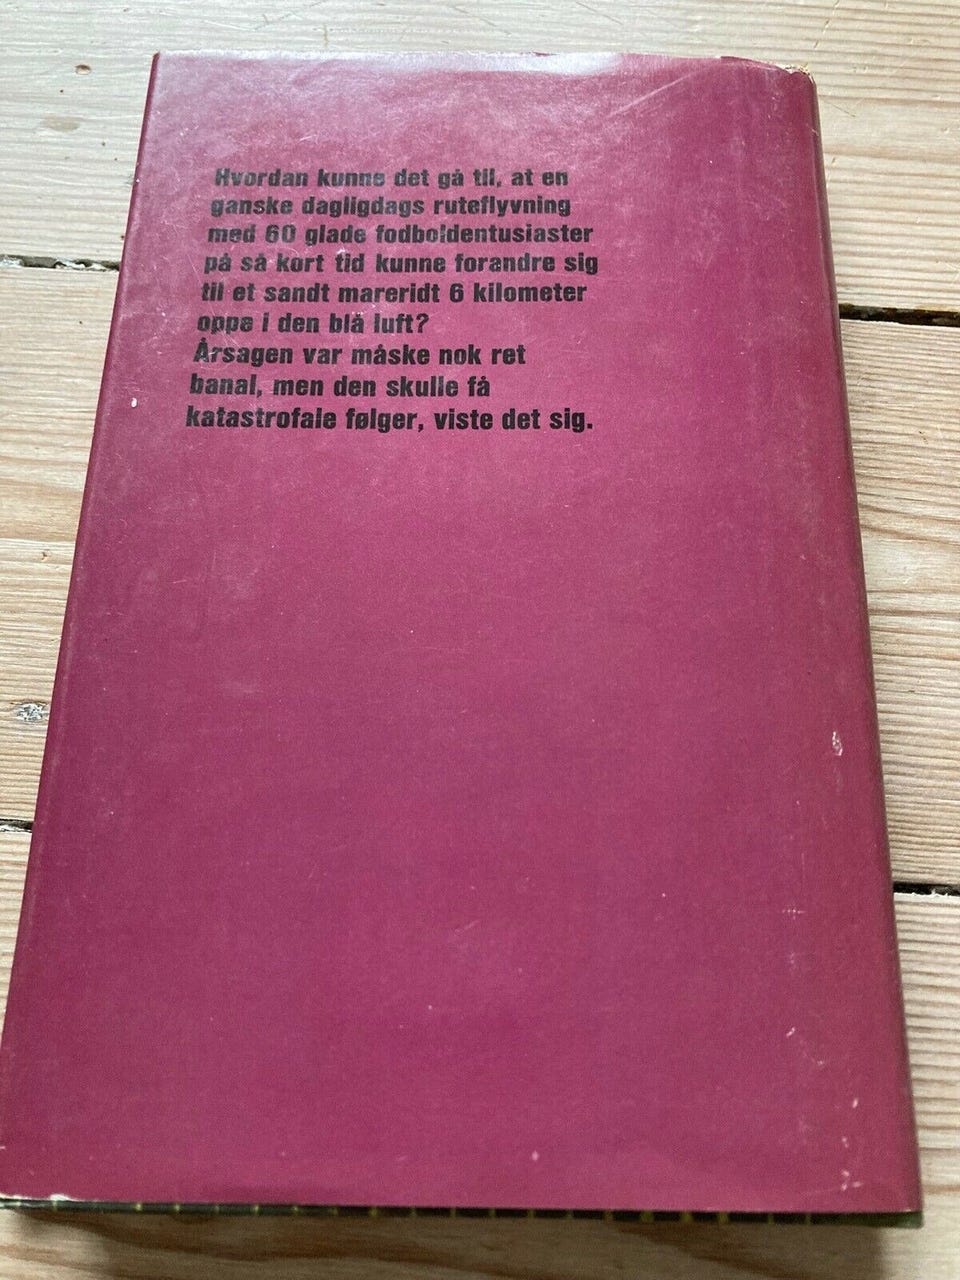 Hvordan kunne det gå til, at en
ganske dagligdags ruteflyvning
med 60 glade fodboldentusiaster
på så kort tid kunne forandre sig
til et sandt mareridt 6 kilometer
oppe i den blå luft?
Årsagen var måske nok ret
banal, men den skulle få
katastrofale følger, viste det sig.